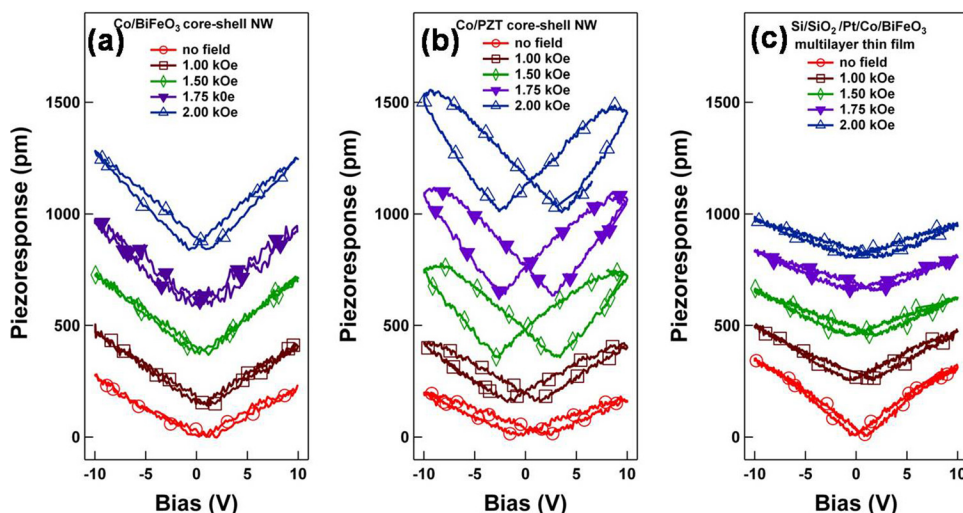 (a)
Co/BiFeO3 core-shell NW
no field
1.00 kOe
1.50 kOe
1.75 k0e
2.00 kOe
Piezoresponse (pm)
1500
1000
500
0
-10
-5
0
5
10
Bias (V)
(b)
Co/PZT core-shell NW
no field
1.00 kOe
1.50 kOe
1.75 kOe
2.00 kOe
Piezoresponse (pm)
1500
1000
500
0
-10
-5
0
5
10
Bias (V)
(c)
Si/SiO2/Pt/Co/BiFeO3
multilayer thin film
no field
1.00 kOe
1.50 kOe
1.75 kOe
2.00 kOe
Piezoresponse (pm)
1500
1000
500
0
-10
-5
0
5
10
Bias (V)